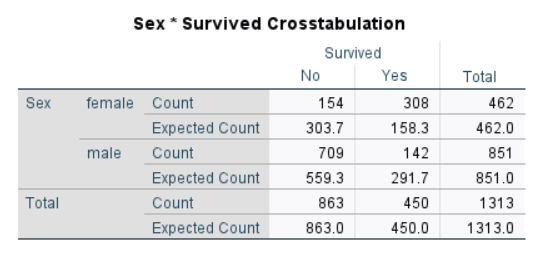 Sex * Survived Crosstabulation
Survived
No Yes Total
Sex female Count 154 308 462
Expected Count 303.7 158.3 462.0
male Count 709 142 851
Expected Count 559.3 291.7 851.0
Total Count 863 450 1313
Expected Count 863.0 450.0 1313.0